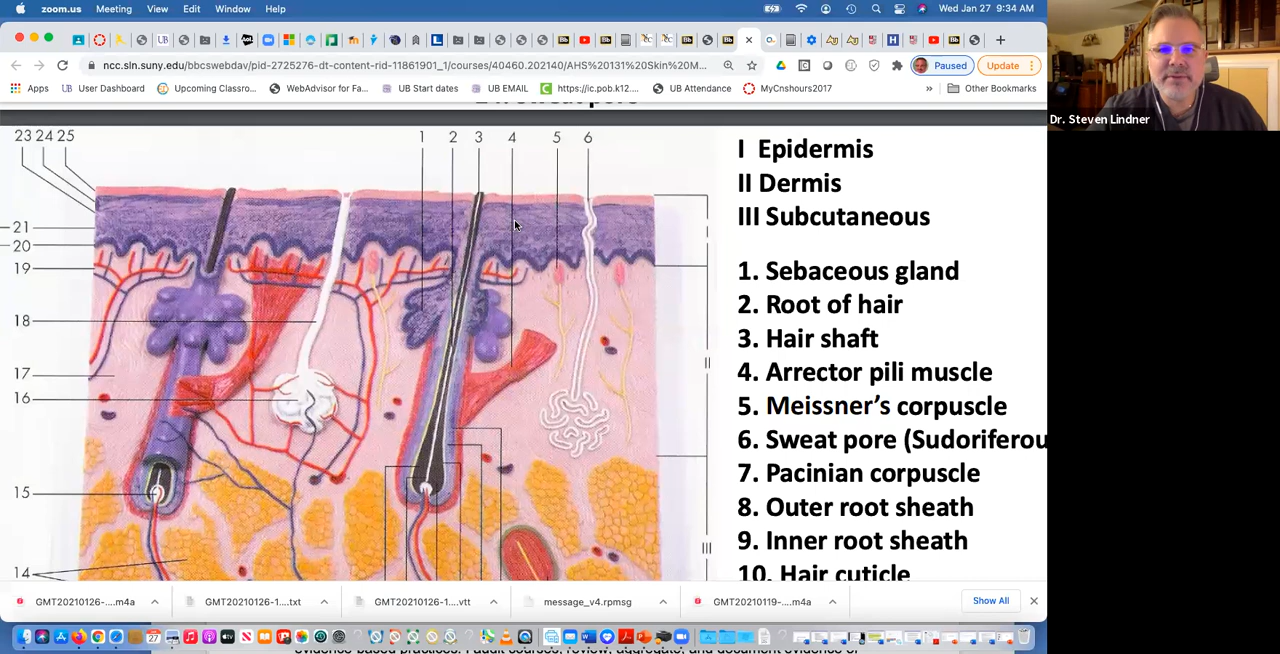 zoom.us Meeting View Edit Window Help Wed Jan 27 9:34 AM
ncc.sln.suny.edu/bbcswebdav/pid-2725276-dt-content-rid-11861901_1/courses/40460.202140/AHS%20131%20Skin%20M... Paused Update
Apps User Dashboard Upcoming Classro... WebAdvisor for Fa... UB Start dates UB EMAIL https://ic.pob.k12.... UB Attendance MyCnshours2017 » Other Bookmarks
Dr. Steven Lindner
23 24 25 1 2 3 4 5 6
21
20
19
18
17
16
15
14
I
II
III
I Epidermis
II Dermis
III Subcutaneous
1. Sebaceous gland
2. Root of hair
3. Hair shaft
4. Arrector pili muscle
5. Meissner's corpuscle
6. Sweat pore (Sudoriferou
7. Pacinian corpuscle
8. Outer root sheath
9. Inner root sheath
10. Hair cuticle
GMT20210126-....m4a GMT20210126-1....txt GMT20210126-1....vtt message_v4.rpmsg GMT20210119-....m4a Show All